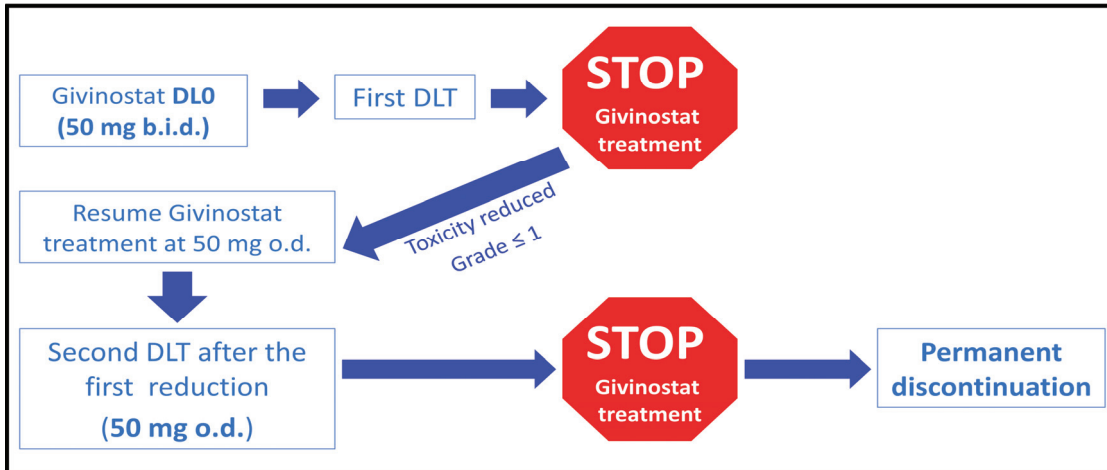 Givinostat DL0
(50 mg b.i.d.)
First DLT
STOP
Givinostat
treatment
Toxicity reduced
Grade ≤ 1
Resume Givinostat
treatment at 50 mg o.d.
Second DLT after the
first reduction
(50 mg o.d.)
STOP
Givinostat
treatment
Permanent
discontinuation